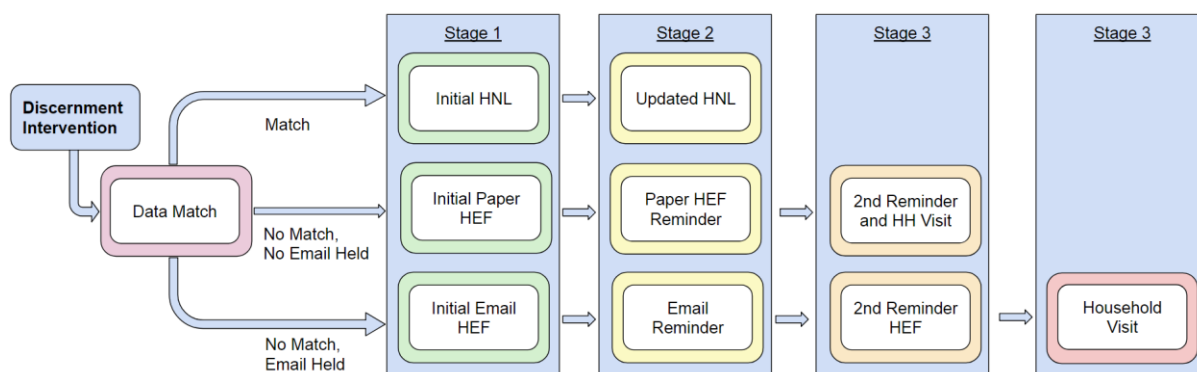 Stage 1
Stage 2
Stage 3
Stage 3
Discernment
Intervention
Data Match
Match
No Match,
No Email Held
No Match,
Email Held
Initial HNL
Updated HNL
Initial Paper
HEF
Paper HEF
Reminder
2nd Reminder
and HH Visit
Initial Email
HEF
Email
Reminder
2nd Reminder
HEF
Household
Visit